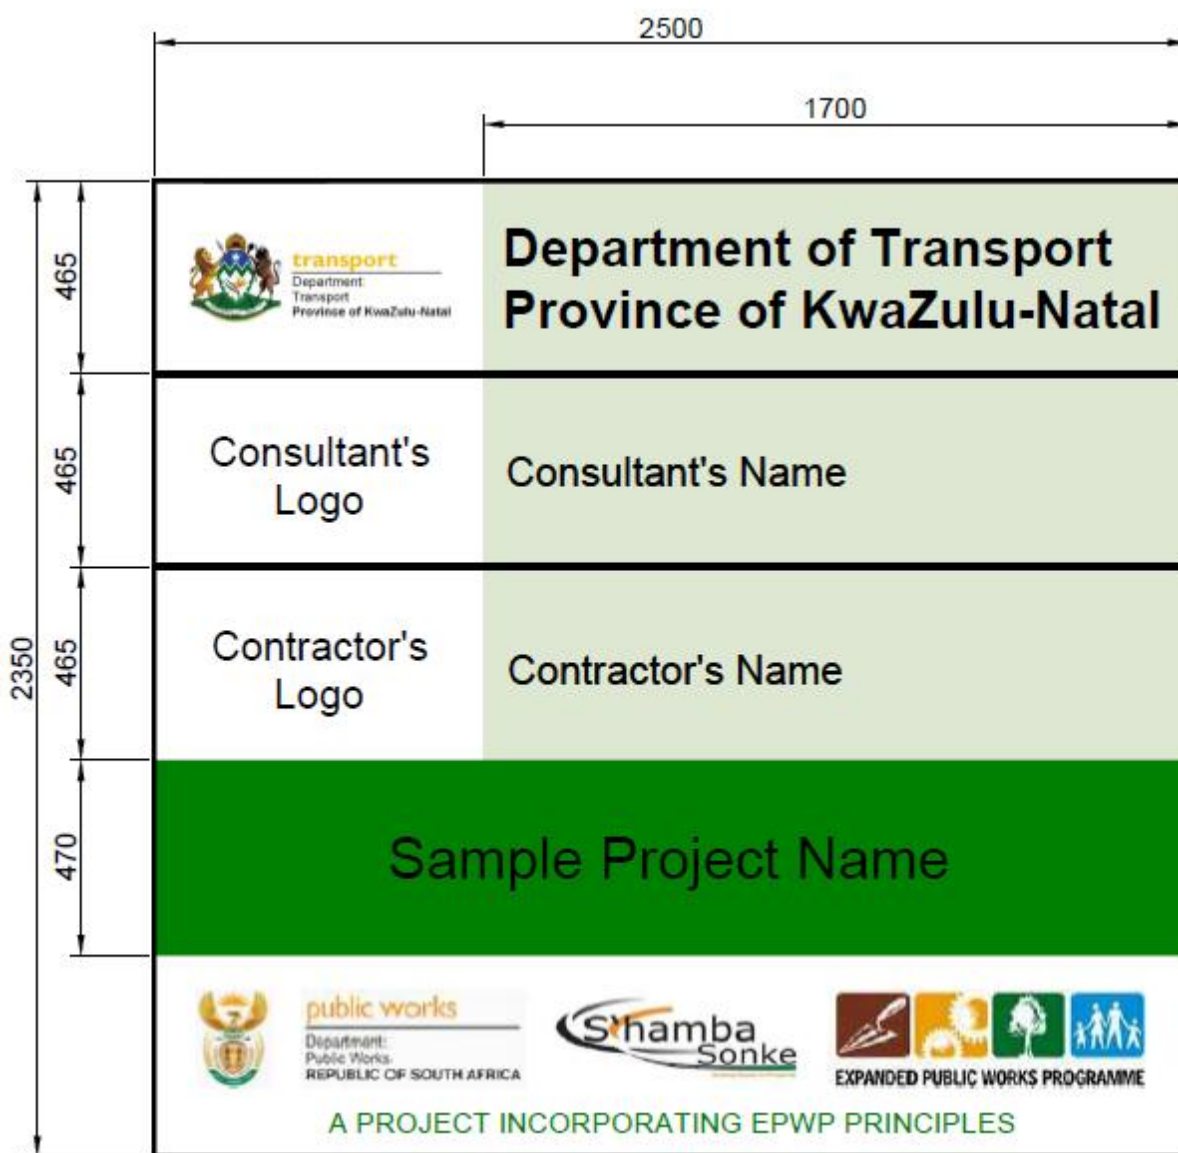 2500
1700
465
transport
Department:
Transport
Province of KwaZulu-Natal
Department of Transport
Province of KwaZulu-Natal
465
Consultant's
Logo
Consultant's Name
2350
465
Contractor's
Logo
Contractor's Name
470
Sample Project Name
public works
Department:
Public Works
REPUBLIC OF SOUTH AFRICA
S'hamba
Sonke
EXPANDED PUBLIC WORKS PROGRAMME
A PROJECT INCORPORATING EPWP PRINCIPLES